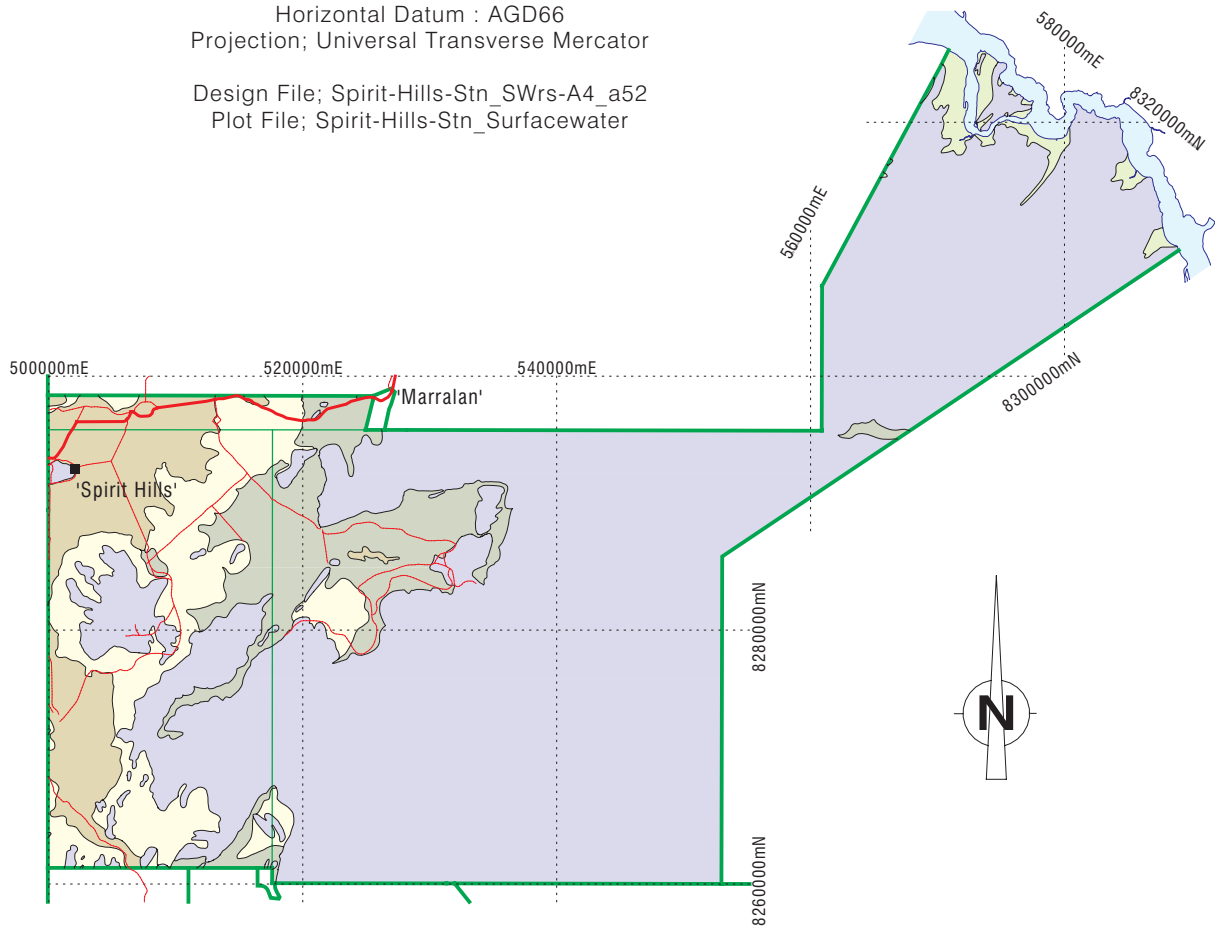 Horizontal Datum : AGD66
Projection; Universal Transverse Mercator
Design File; Spirit-Hills-Stn_SWrs-A4_a52
Plot File; Spirit-Hills-Stn_Surfacewater
580000mE
8320000mN
560000mE
500000mE
520000mE
540000mE
8300000mN
'Marralan'
'Spirit Hills'
8280000mN
N
8260000mN